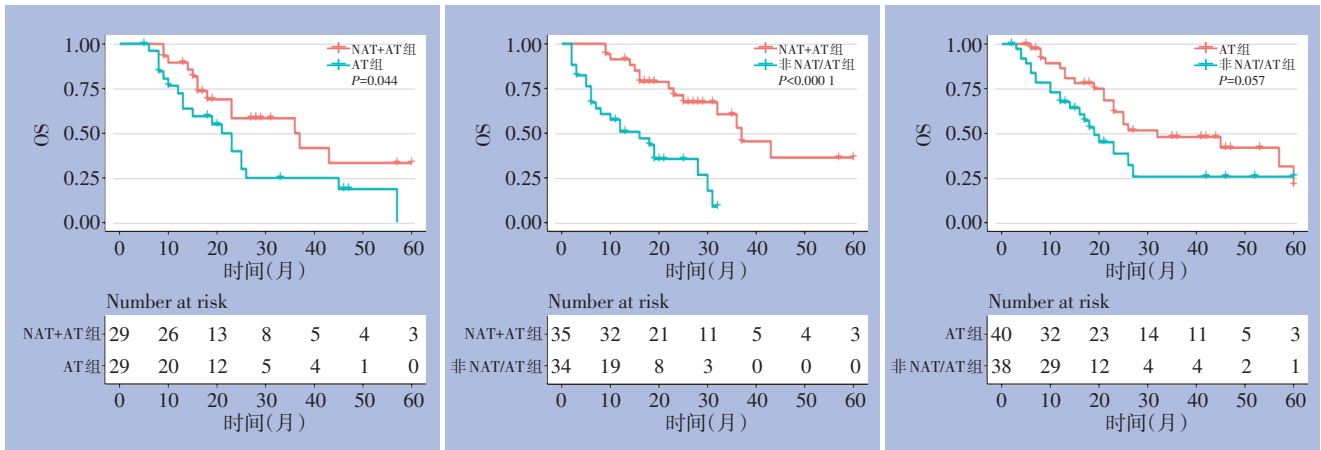 1.00
0.75
0.50
0.25
0.00
OS
NAT+AT组
AT组
P=0.044
0 10 20 30 40 50 60
时间(月)
Number at risk
NAT+AT组 29 26 13 8 5 4 3
AT组 29 20 12 5 4 1 0
0 10 20 30 40 50 60
时间(月)
1.00
0.75
0.50
0.25
0.00
OS
NAT+AT组
非NAT/AT组
P<0.000 1
0 10 20 30 40 50 60
时间(月)
Number at risk
NAT+AT组 35 32 21 11 5 4 3
非NAT/AT组 34 19 8 3 0 0 0
0 10 20 30 40 50 60
时间(月)
1.00
0.75
0.50
0.25
0.00
OS
AT组
非NAT/AT组
P=0.057
0 10 20 30 40 50 60
时间(月)
Number at risk
AT组 40 32 23 14 11 5 3
非NAT/AT组 38 29 12 4 4 2 1
0 10 20 30 40 50 60
时间(月)